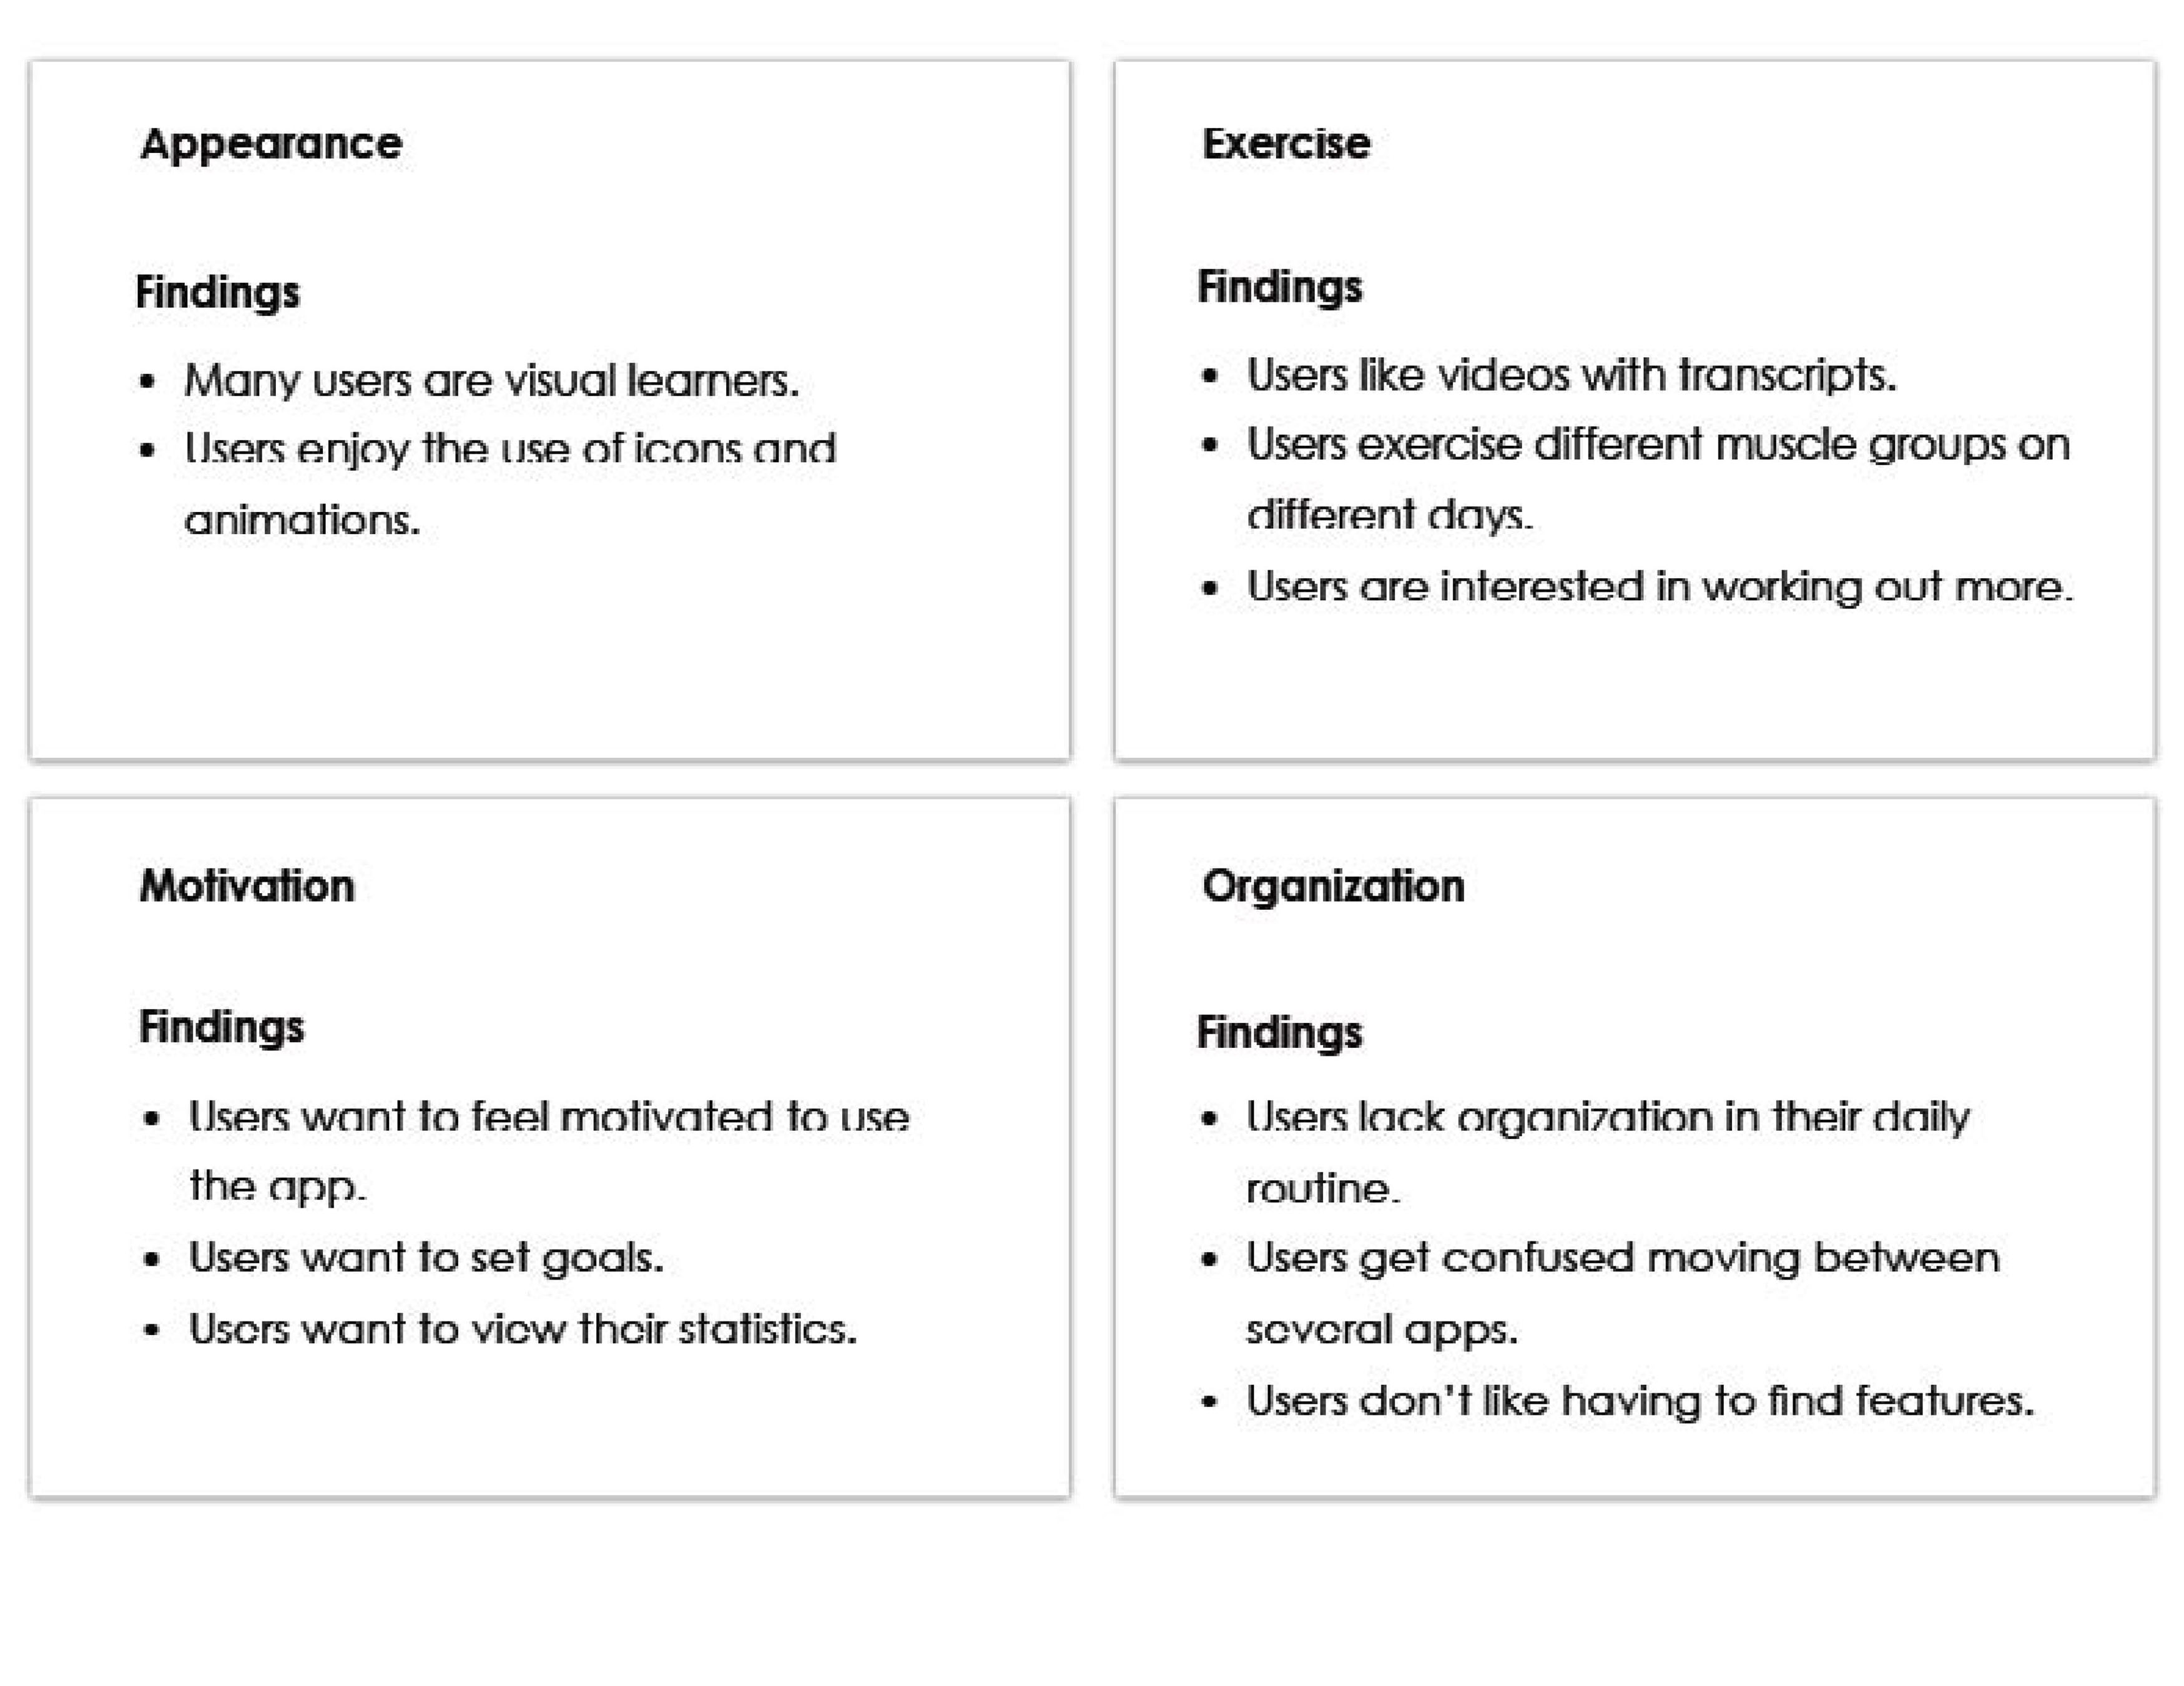 Appearance
Findings
• Many users are visual learners.
• Users enjoy the use of icons and
animations.
Exercise
Findings
• Users like videos with transcripts.
• Users exercise different muscle groups on
different days.
• Users are interested in working out more.
Motivation
Findings
• Users want to feel motivated to use
the app.
• Users want to set goals.
• Users want to view their statistics.
Organization
Findings
• Users lack organization in their daily
routine.
• Users get confused moving between
several apps.
• Users don't like having to find features.